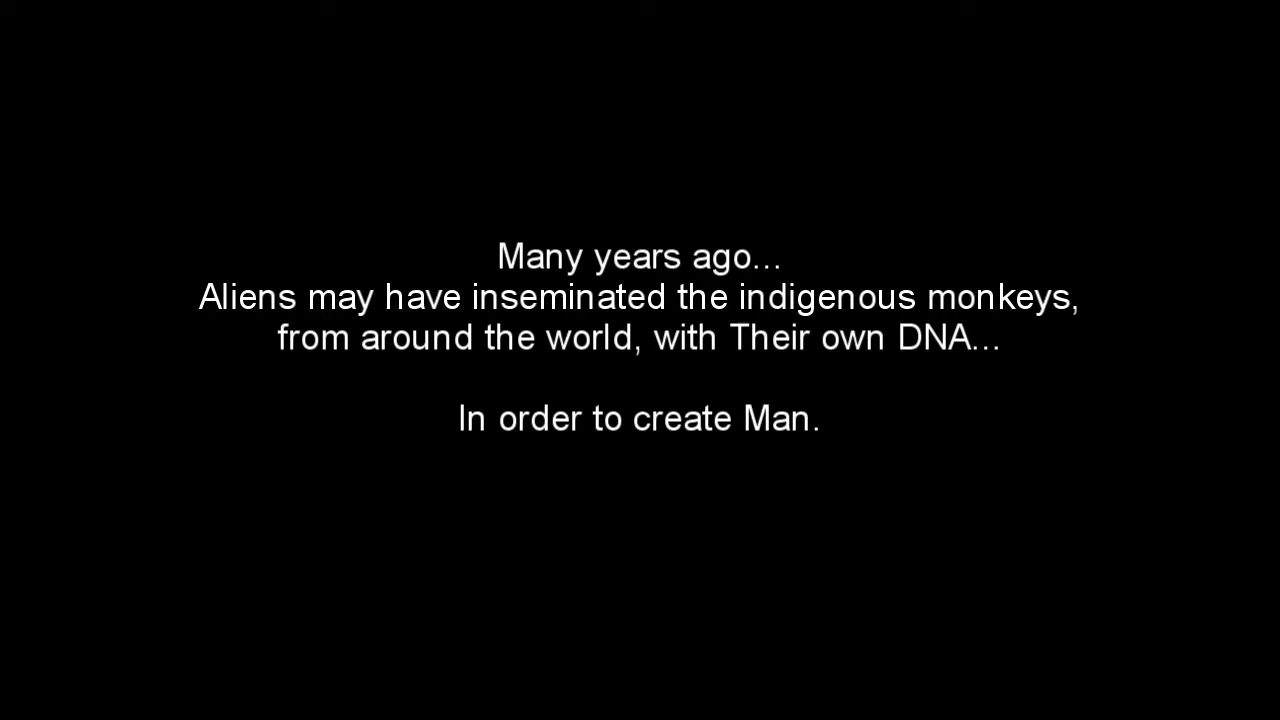 Many years ago...
Aliens may have inseminated the indigenous monkeys,
from around the world, with Their own DNA...
In order to create Man.